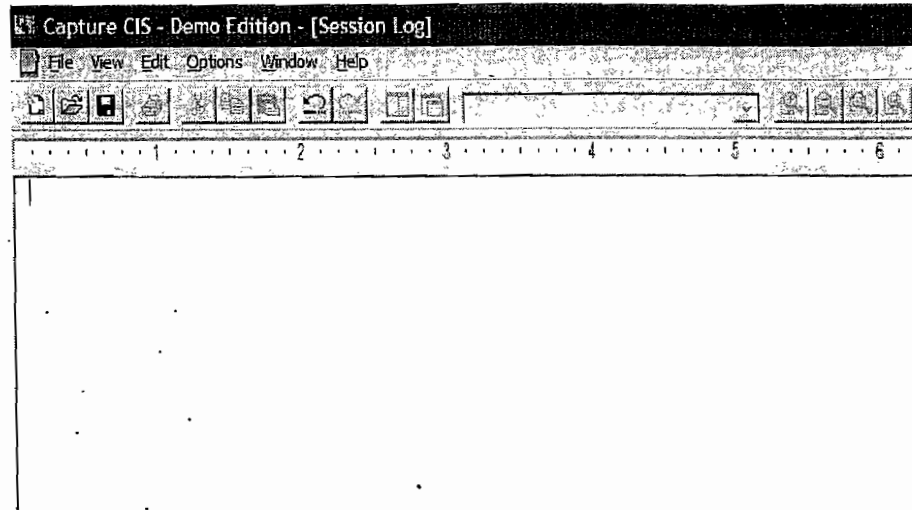 Capture CIS - Demo Edition - [Session Log]
File View Edit Options Window Help
1 2 3 4 5 6